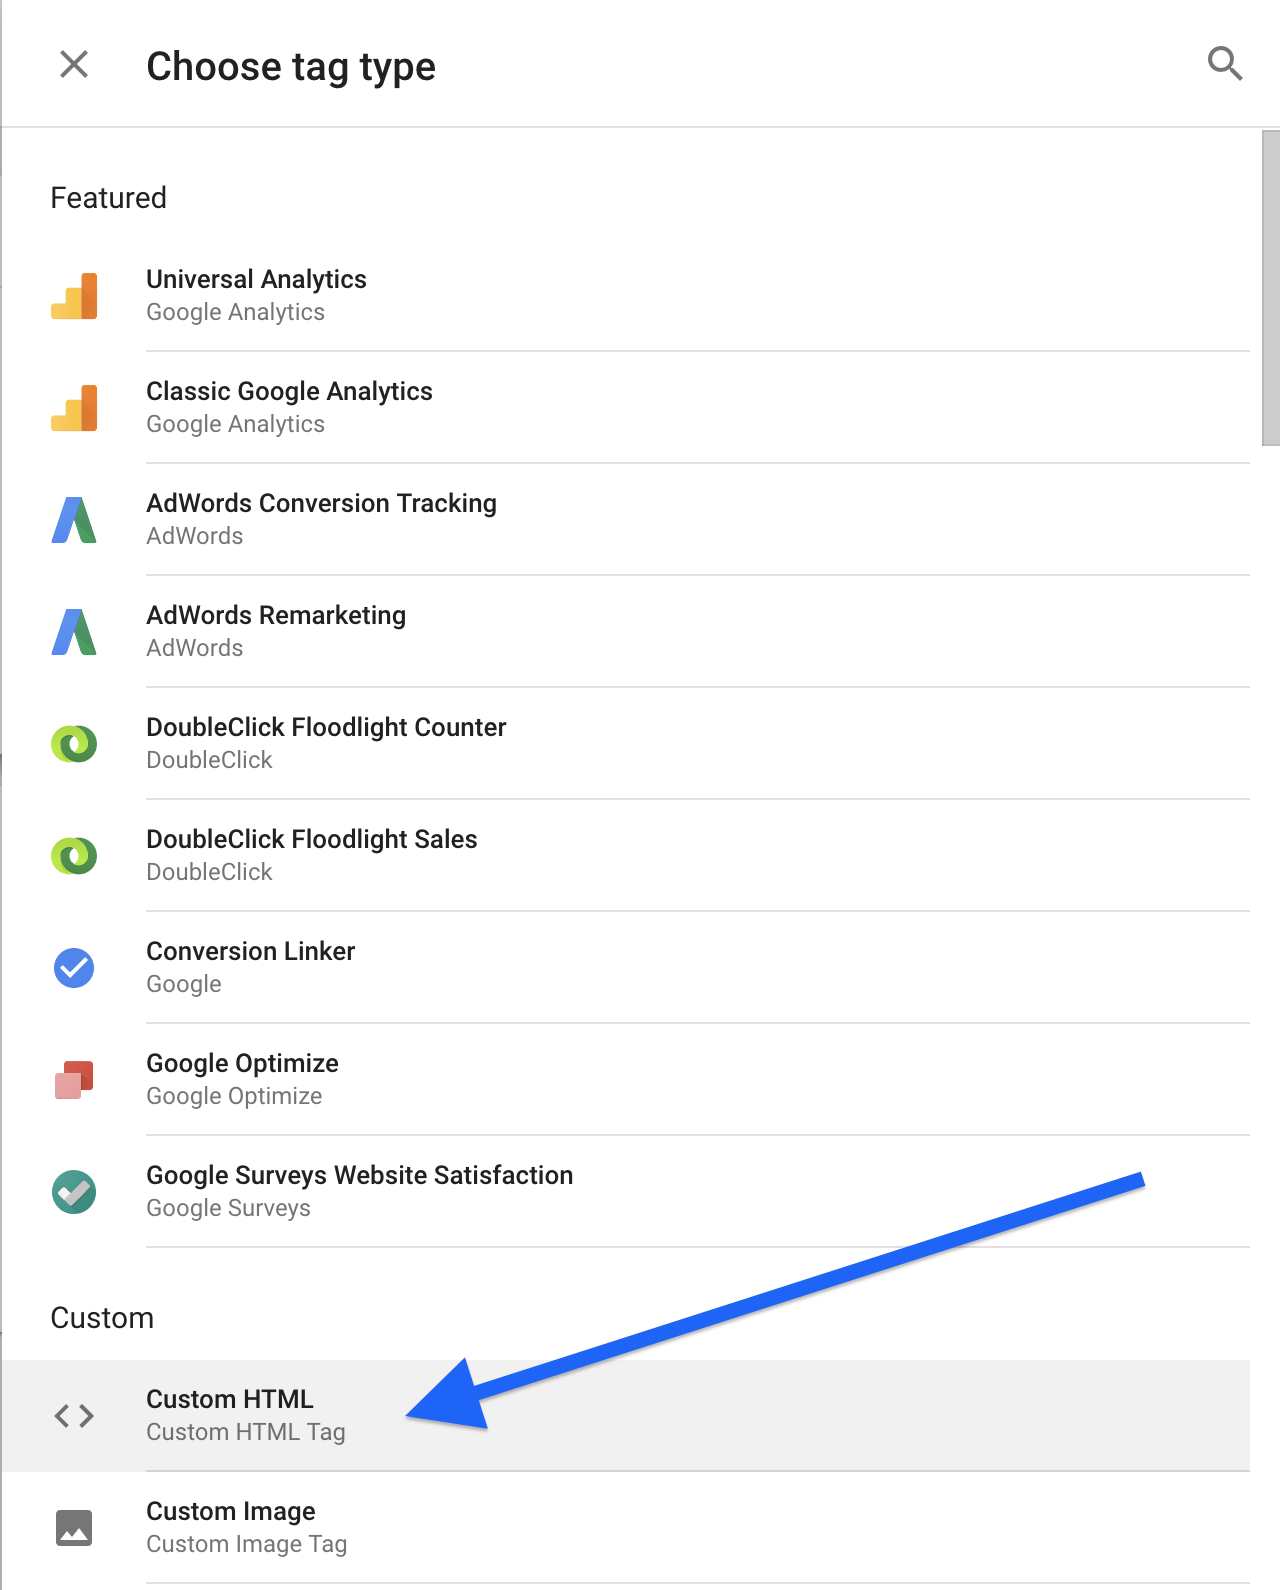 Choose tag type
Featured
Universal Analytics
Google Analytics
Classic Google Analytics
Google Analytics
AdWords Conversion Tracking
AdWords
AdWords Remarketing
AdWords
DoubleClick Floodlight Counter
DoubleClick
DoubleClick Floodlight Sales
DoubleClick
Conversion Linker
Google
Google Optimize
Google Optimize
Google Surveys Website Satisfaction
Google Surveys
Custom
Custom HTML
Custom HTML Tag
Custom Image
Custom Image Tag